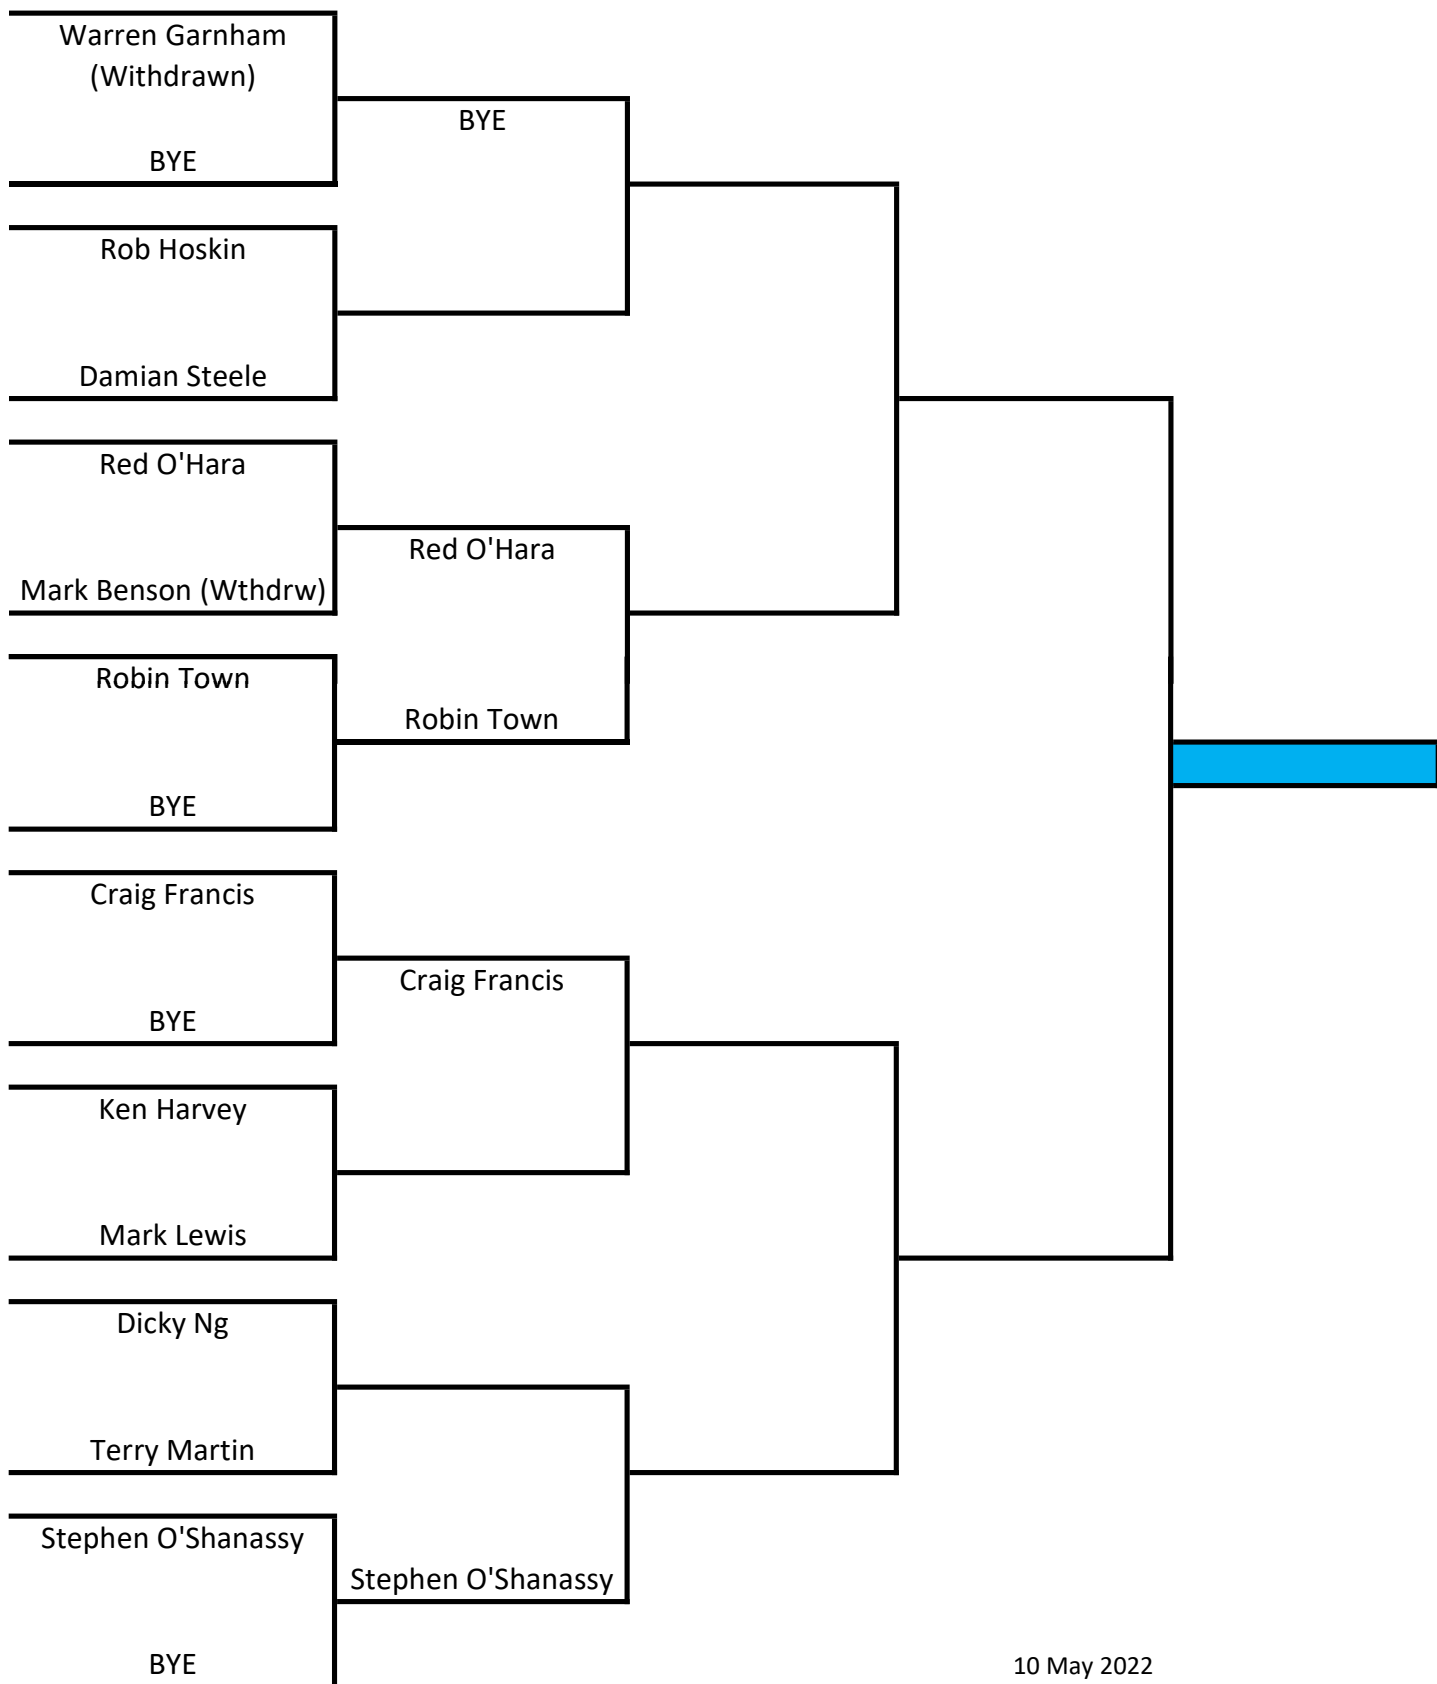 Warren Garnham
(Withdrawn)
BYE
BYE
Rob Hoskin
Damian Steele
Red O'Hara
Red O'Hara
Mark Benson (Wthdrw)
Robin Town
Robin Town
BYE
Craig Francis
Craig Francis
BYE
Ken Harvey
Mark Lewis
Dicky Ng
Terry Martin
Stephen O'Shanassy
Stephen O'Shanassy
BYE
10 May 2022